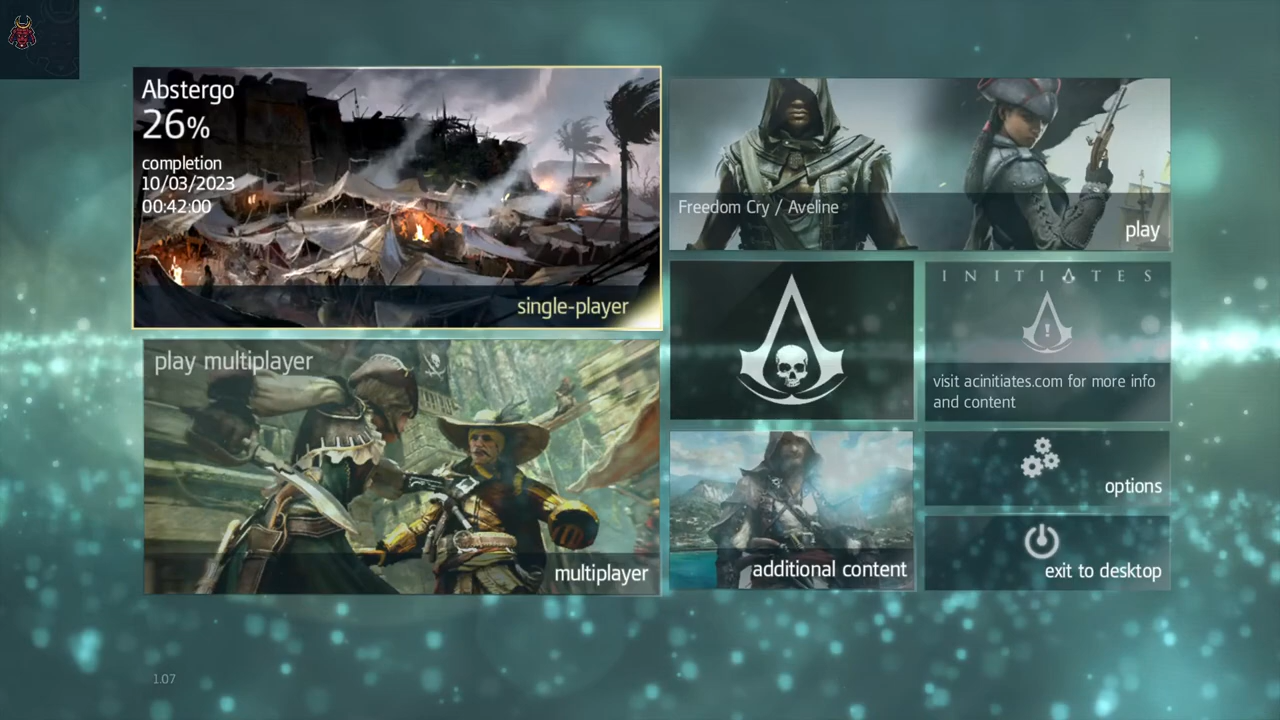 Abstergo
26%
completion
10/03/2023
00:42:00
single-player
Freedom Cry / Aveline
play
INITIATES
visit acinitiates.com for more info
and content
play multiplayer
multiplayer
additional content
options
exit to desktop
1.07